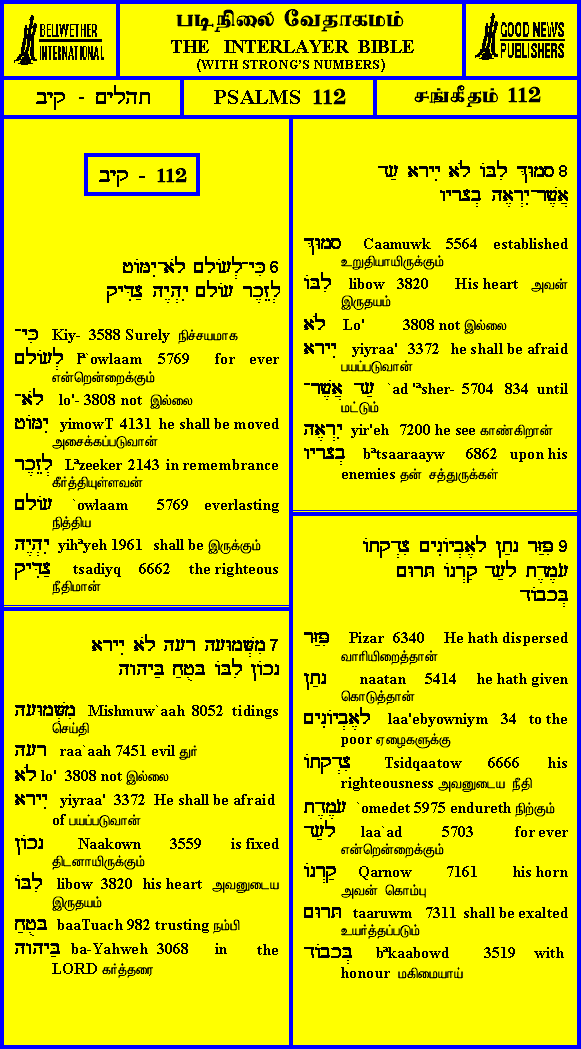 BELLWETHER
INTERNATIONAL
படிநிலை வேதாகமம்
THE INTERLAYER BIBLE
(WITH STRONG'S NUMBERS)
GOOD NEWS
PUBLISHERS
תהלים - קיב
PSALMS 112
சங்கீதம் 112
112 - קיב
6 כִּי־לְעוֹלָם לֹא־יִמּוֹט
לְזֵכֶר עוֹלָם יִהְיֶה צַדִּיק
כִּי־ Kiy- 3588 Surely நிச்சயமாக
לְעוֹלָם lª`owlaam 5769 for ever
என்றென்றைக்கும்
לֹא־ lo'- 3808 not இல்லை
יִמּוֹט yimowT 4131 he shall be moved
அசைக்கப்படுவான்
לְזֵכֶר Lªzeeker 2143 in remembrance
கீர்த்தியுள்ளவன்
עוֹלָם `owlaam 5769 everlasting
நித்திய
יִהְיֶה yihªyeh 1961 shall be இருக்கும்
צַדִּיק tsadiyq 6662 the righteous
நீதிமான்
7 מִשְּׁמוּעָה רָעָה לֹא יִירָא
נָכוֹן לִבּוֹ בָּטֻחַ בַּיהוָה
מִשְּׁמוּעָה Mishmuw`aah 8052 tidings
செய்தி
רָעָה raa`aah 7451 evil துர்
לֹא lo' 3808 not இல்லை
יִירָא yiyraa' 3372 He shall be afraid
of பயப்படுவான்
נָכוֹן Naakown 3559 is fixed
திடனாயிருக்கும்
לִבּוֹ libow 3820 his heart அவனுடைய
இருதயம்
בָּטֻחַ baaTuach 982 trusting நம்பி
בַּיהוָה ba-Yahweh 3068 in the
LORD கர்த்தரை
8 סָמוּךְ לִבּוֹ לֹא יִירָא עַד
אֲשֶׁר־יִרְאֶה בְצָרָיו
סָמוּךְ Caamuwk 5564 established
உறுதியாயிருக்கும்
לִבּוֹ libow 3820 His heart அவன்
இருதயம்
לֹא Lo' 3808 not இல்லை
יִירָא yiyraa' 3372 he shall be afraid
பயப்படுவான்
עַד אֲשֶׁר־ `ad 'ªsher- 5704 834 until
மட்டும்
יִרְאֶה yir'eh 7200 he see காண்கிறான்
בְצָרָיו bªtsaaraayw 6862 upon his
enemies தன் சத்துருக்கள்
9 פִּזַּר נָתַן לָאֶבְיוֹנִים צִדְקָתוֹ
עֹמֶדֶת לָעַד קַרְנוֹ תָּרוּם
בְּכָבוֹד
פִּזַּר Pizar 6340 He hath dispersed
வாரியிறைத்தான்
נָתַן naatan 5414 he hath given
கொடுத்தான்
לָאֶבְיוֹנִים laa'ebyowniym 34 to the
poor ஏழைகளுக்கு
צִדְקָתוֹ Tsidqaatow 6666 his
righteousness அவனுடைய நீதி
עֹמֶדֶת `omedet 5975 endureth நிற்கும்
לָעַד laa`ad 5703 for ever
என்றென்றைக்கும்
קַרְנוֹ Qarnow 7161 his horn
அவன் கொம்பு
תָּרוּם taaruwm 7311 shall be exalted
உயர்த்தப்படும்
בְּכָבוֹד bªkaabowd 3519 with
honour மகிமையாய்